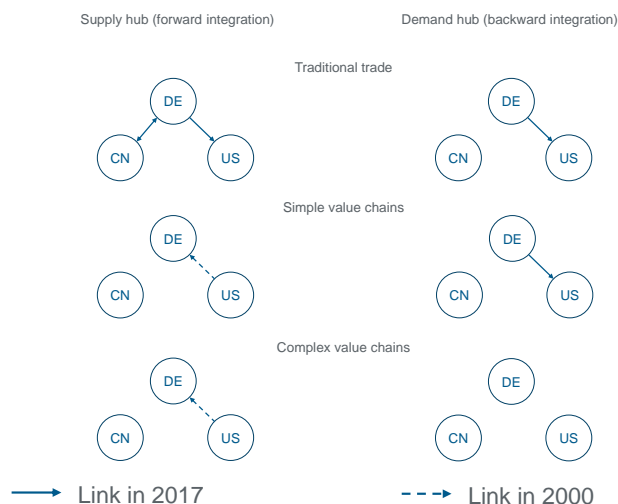 Supply hub (forward integration) Demand hub (backward integration)
Traditional trade
DE DE
CN US CN US
Simple value chains
DE DE
CN US CN US
Complex value chains
DE DE
CN US CN US
Link in 2017 Link in 2000